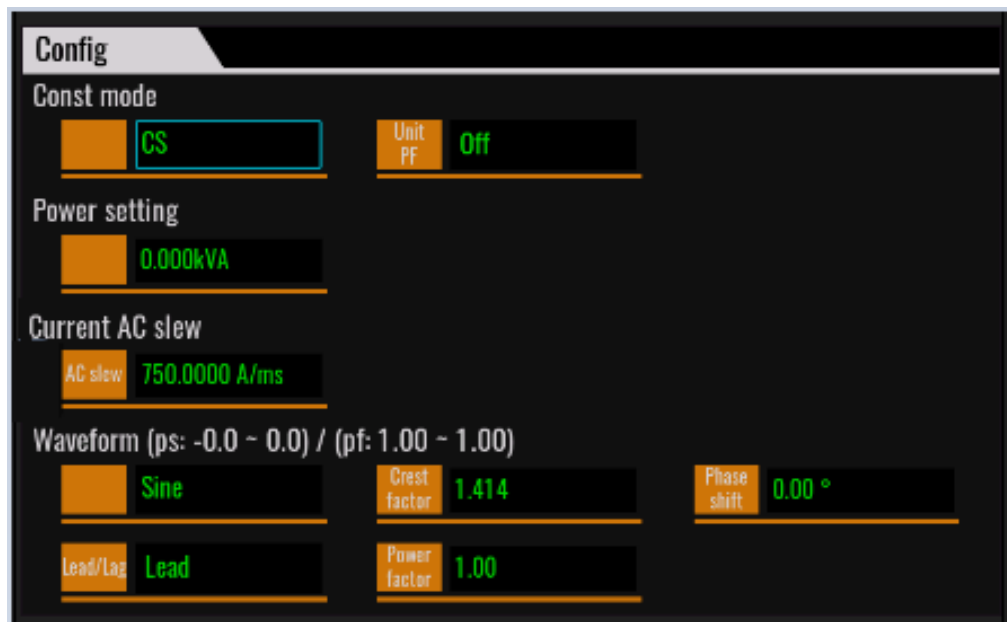 Config
Const mode
CS
Unit PF
Off
Power setting
0.000kVA
Current AC slew
AC slew
750.0000 A/ms
Waveform (ps: -0.0 ~ 0.0) / (pf: 1.00 ~ 1.00)
Sine
Crest factor
1.414
Phase shift
0.00 °
Lead/Lag
Lead
Power factor
1.00